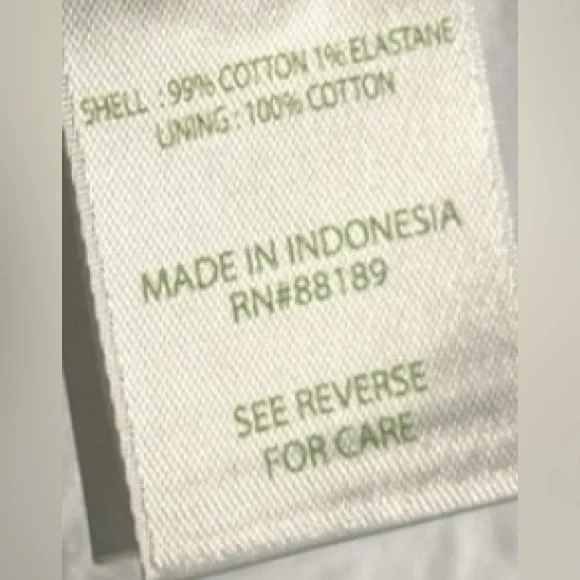 SHELL : 99% COTTON 1% ELASTANE
LINING : 100% COTTON
MADE IN INDONESIA
RN#88189
SEE REVERSE
FOR CARE